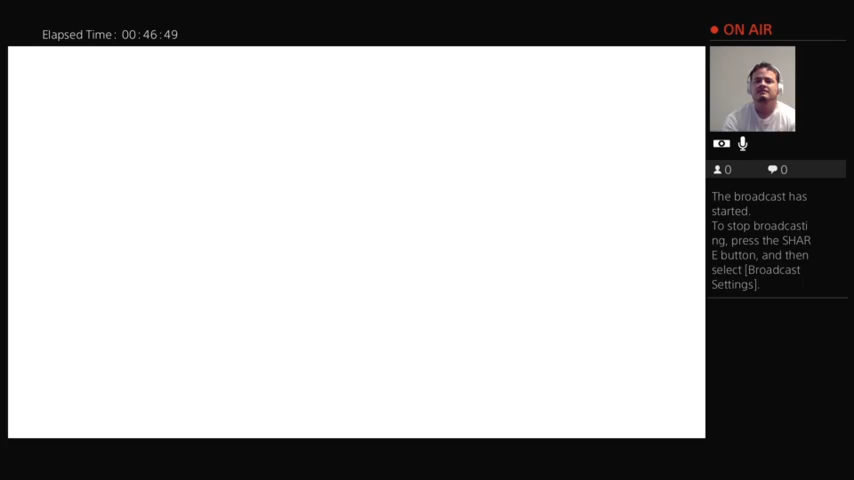 Elapsed Time: 00:46:49
ON AIR
0 0
The broadcast has
started.
To stop broadcasti
ng, press the SHAR
E button, and then
select [Broadcast
Settings].